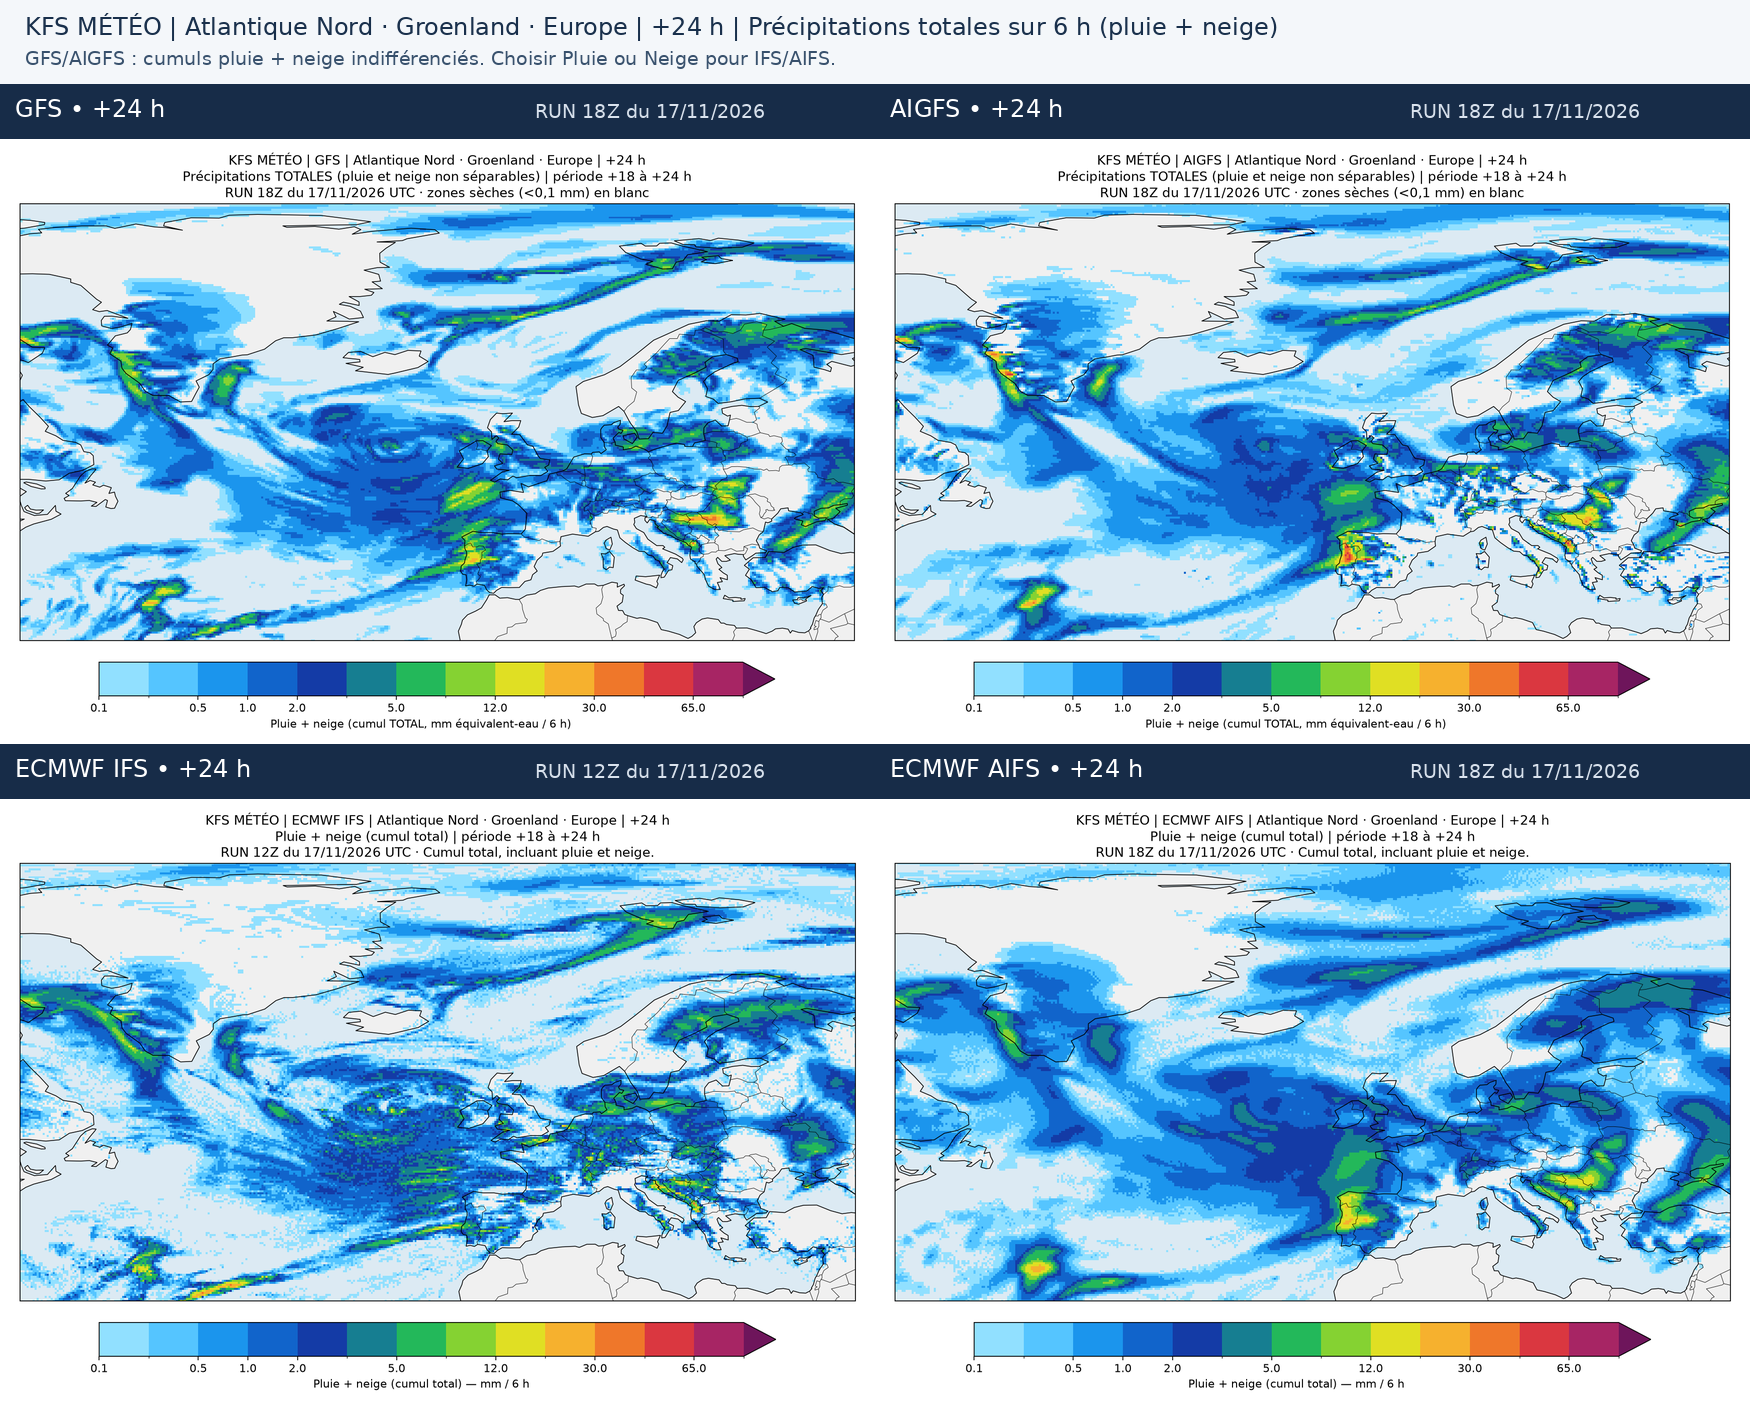 KFS MÉTÉO | Atlantique Nord · Groenland · Europe | +24 h | Précipitations totales sur 6 h (pluie + neige)
GFS/AIGFS : cumuls pluie + neige indifférenciés. Choisir Pluie ou Neige pour IFS/AIFS.
GFS • +24 h
RUN 18Z du 17/11/2026
AIGFS • +24 h
RUN 18Z du 17/11/2026
KFS MÉTÉO | GFS | Atlantique Nord · Groenland · Europe | +24 h
Précipitations TOTALES (pluie et neige non séparables) | période +18 à +24 h
RUN 18Z du 17/11/2026 UTC · zones sèches (<0,1 mm) en blanc
KFS MÉTÉO | AIGFS | Atlantique Nord · Groenland · Europe | +24 h
Précipitations TOTALES (pluie et neige non séparables) | période +18 à +24 h
RUN 18Z du 17/11/2026 UTC · zones sèches (<0,1 mm) en blanc
0.1 0.5 1.0 2.0 5.0 12.0 30.0 65.0
Pluie + neige (cumul TOTAL, mm équivalent-eau / 6 h)
0.1 0.5 1.0 2.0 5.0 12.0 30.0 65.0
Pluie + neige (cumul TOTAL, mm équivalent-eau / 6 h)
ECMWF IFS • +24 h
RUN 12Z du 17/11/2026
ECMWF AIFS • +24 h
RUN 18Z du 17/11/2026
KFS MÉTÉO | ECMWF IFS | Atlantique Nord · Groenland · Europe | +24 h
Pluie + neige (cumul total) | période +18 à +24 h
RUN 12Z du 17/11/2026 UTC · Cumul total, incluant pluie et neige.
KFS MÉTÉO | ECMWF AIFS | Atlantique Nord · Groenland · Europe | +24 h
Pluie + neige (cumul total) | période +18 à +24 h
RUN 18Z du 17/11/2026 UTC · Cumul total, incluant pluie et neige.
0.1 0.5 1.0 2.0 5.0 12.0 30.0 65.0
Pluie + neige (cumul total) — mm / 6 h
0.1 0.5 1.0 2.0 5.0 12.0 30.0 65.0
Pluie + neige (cumul total) — mm / 6 h